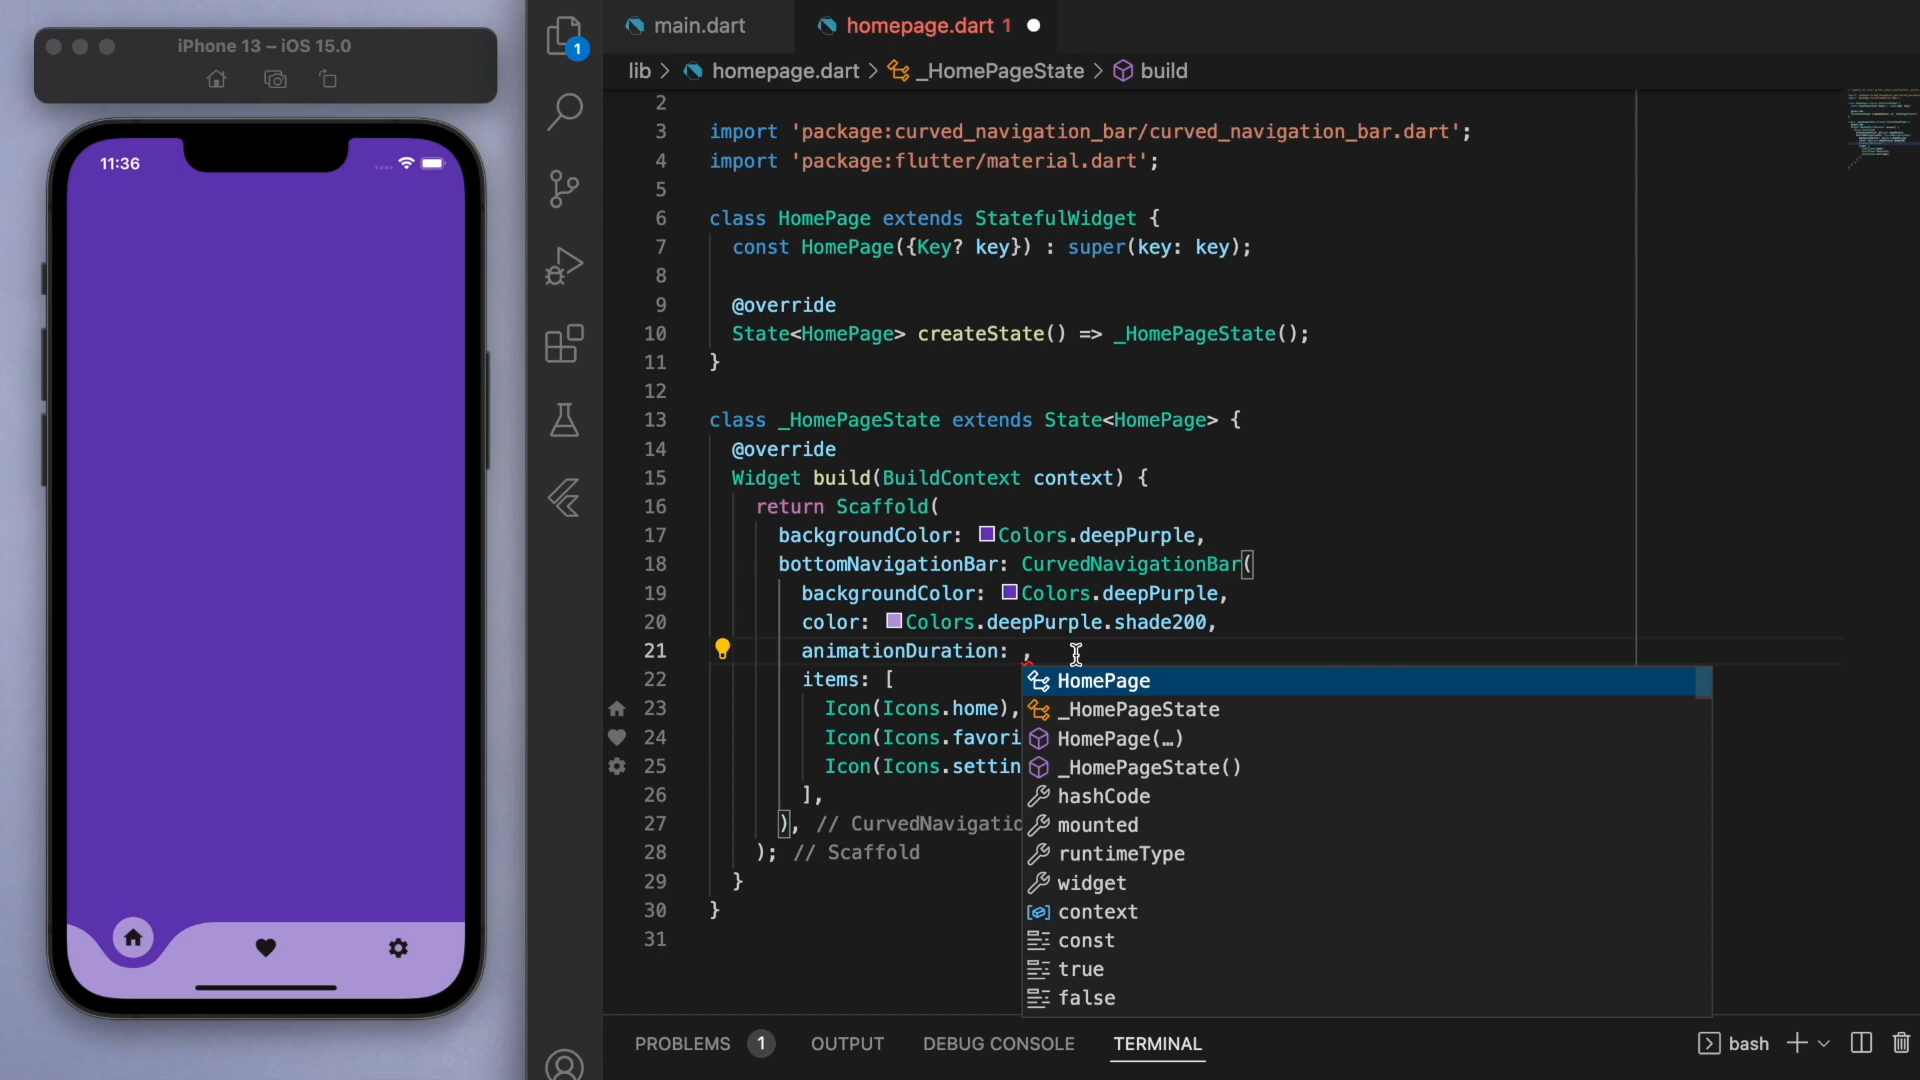 iPhone 13 – iOS 15.0
11:36
1
main.dart
homepage.dart 1
lib > homepage.dart > _HomePageState > build
2
3 import 'package:curved_navigation_bar/curved_navigation_bar.dart';
4 import 'package:flutter/material.dart';
5
6 class HomePage extends StatefulWidget {
7 const HomePage({Key? key}) : super(key: key);
8
9 @override
10 State<HomePage> createState() => _HomePageState();
11 }
12
13 class _HomePageState extends State<HomePage> {
14 @override
15 Widget build(BuildContext context) {
16 return Scaffold(
17 backgroundColor: Colors.deepPurple,
18 bottomNavigationBar: CurvedNavigationBar(
19 backgroundColor: Colors.deepPurple,
20 color: Colors.deepPurple.shade200,
21 animationDuration: ,
22 items: [
23 Icon(Icons.home),
24 Icon(Icons.favori
25 Icon(Icons.settin
26 ],
27 ), // CurvedNavigatio
28 ); // Scaffold
29 }
30 }
31
HomePage
_HomePageState
HomePage(…)
_HomePageState()
hashCode
mounted
runtimeType
widget
context
const
true
false
PROBLEMS 1 OUTPUT DEBUG CONSOLE TERMINAL
bash